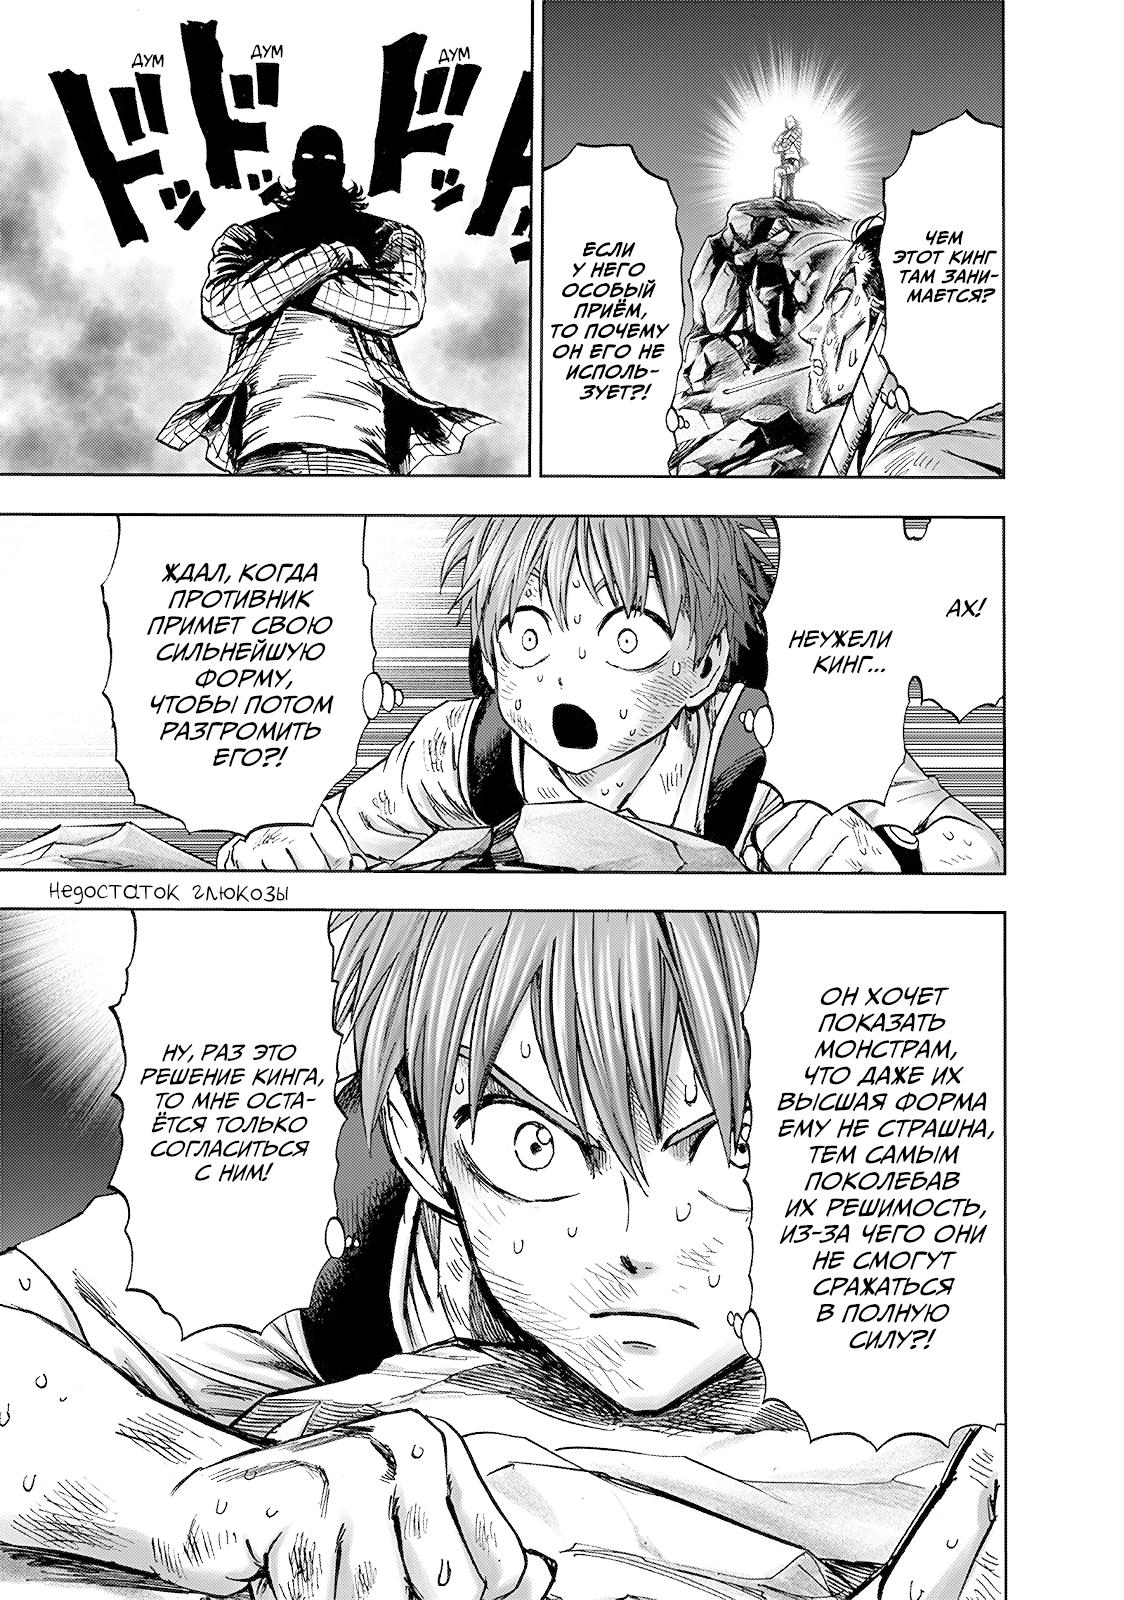 ЧЕМ
ЭТОТ КИНГ
ТАМ ЗАНИ-
МАЕТСЯ?
ЕСЛИ
У НЕГО
ОСОБЫЙ
ПРИЁМ,
ТО ПОЧЕМУ
ОН ЕГО НЕ
ИСПОЛЬ-
ЗУЕТ?!
ДУМ
ДУМ
ДУМ
ドッドッドッド
АХ!
НЕУЖЕЛИ
КИНГ...
ЖДАЛ, КОГДА
ПРОТИВНИК
ПРИМЕТ СВОЮ
СИЛЬНЕЙШУЮ
ФОРМУ,
ЧТОБЫ ПОТОМ
РАЗГРОМИТЬ
ЕГО?!
Недостаток глюкозы
ОН ХОЧЕТ
ПОКАЗАТЬ
МОНСТРАМ,
ЧТО ДАЖЕ ИХ
ВЫСШАЯ ФОРМА
ЕМУ НЕ СТРАШНА,
ТЕМ САМЫМ
ПОКОЛЕБАВ
ИХ РЕШИМОСТЬ,
ИЗ-ЗА ЧЕГО ОНИ
НЕ СМОГУТ
СРАЖАТЬСЯ
В ПОЛНУЮ
СИЛУ?!
НУ, РАЗ ЭТО
РЕШЕНИЕ КИНГА,
ТО МНЕ ОСТА-
ЁТСЯ ТОЛЬКО
СОГЛАСИТЬСЯ
С НИМ!